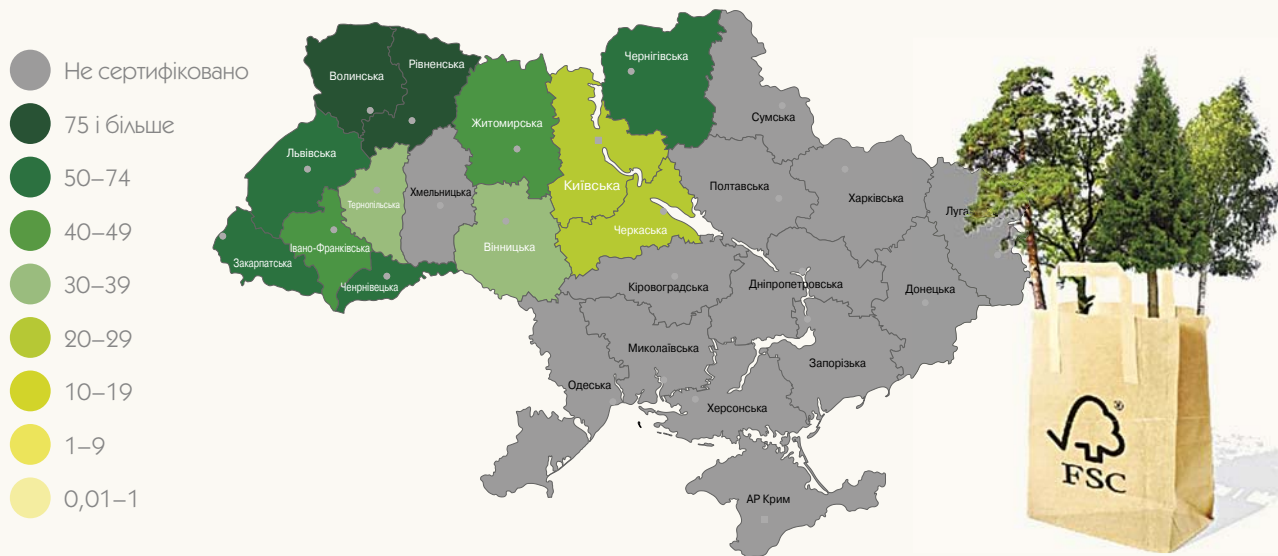 Не сертифіковано
75 і більше
50–74
40–49
30–39
20–29
10–19
1–9
0,01–1
Волинська
Рівненська
Житомирська
Чернігівська
Сумська
Львівська
Тернопільська
Хмельницька
Київська
Полтавська
Харківська
Луга
Закарпатська
Івано-Франківська
Ченрнівецька
Вінницька
Черкаська
Кіровоградська
Дніпропетровська
Донецька
Миколаївська
Запорізька
Одеська
Херсонська
АР Крим
®
FSC